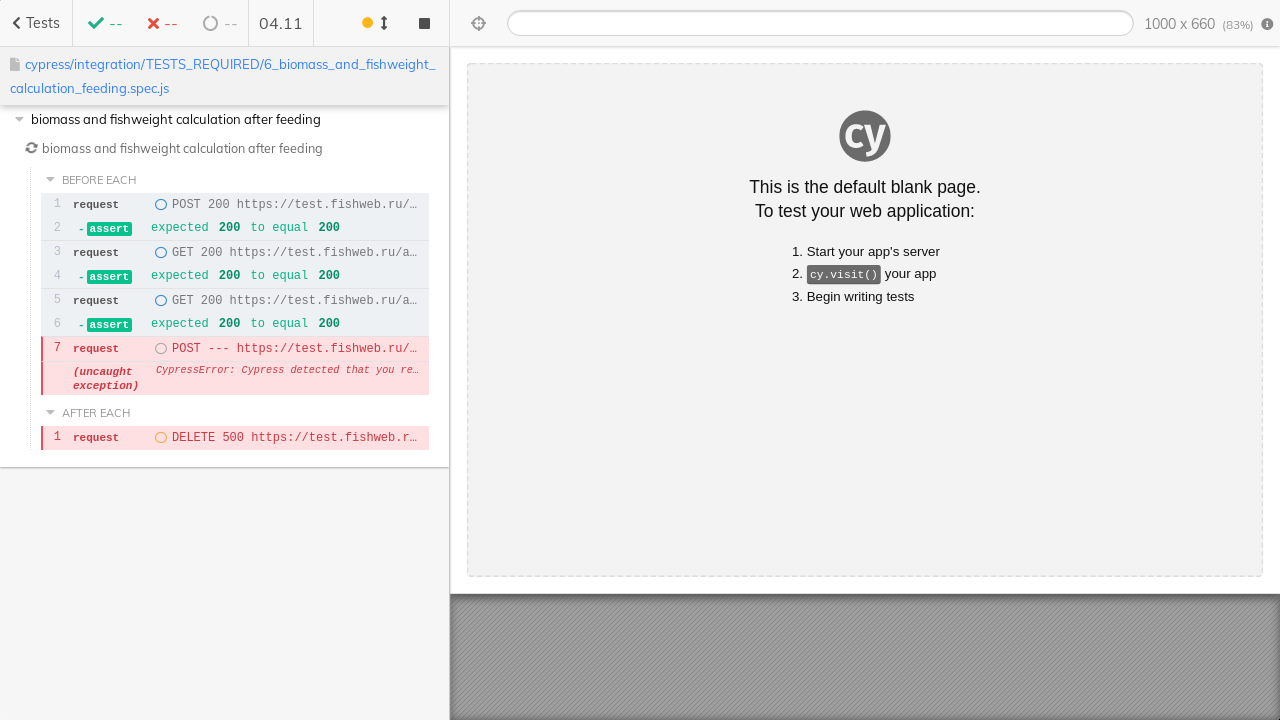 Tests -- -- -- 04.11 1000 x 660 (83%)
cypress/integration/TESTS_REQUIRED/6_biomass_and_fishweight_
calculation_feeding.spec.js
biomass and fishweight calculation after feeding
biomass and fishweight calculation after feeding
BEFORE EACH
1 request POST 200 https://test.fishweb.ru/…
2 -assert expected 200 to equal 200
3 request GET 200 https://test.fishweb.ru/a…
4 -assert expected 200 to equal 200
5 request GET 200 https://test.fishweb.ru/a…
6 -assert expected 200 to equal 200
7 request POST --- https://test.fishweb.ru/…
(uncaught exception) CypressError: Cypress detected that you re…
AFTER EACH
1 request DELETE 500 https://test.fishweb.r…
cy
This is the default blank page.
To test your web application:
1. Start your app's server
2. cy.visit() your app
3. Begin writing tests